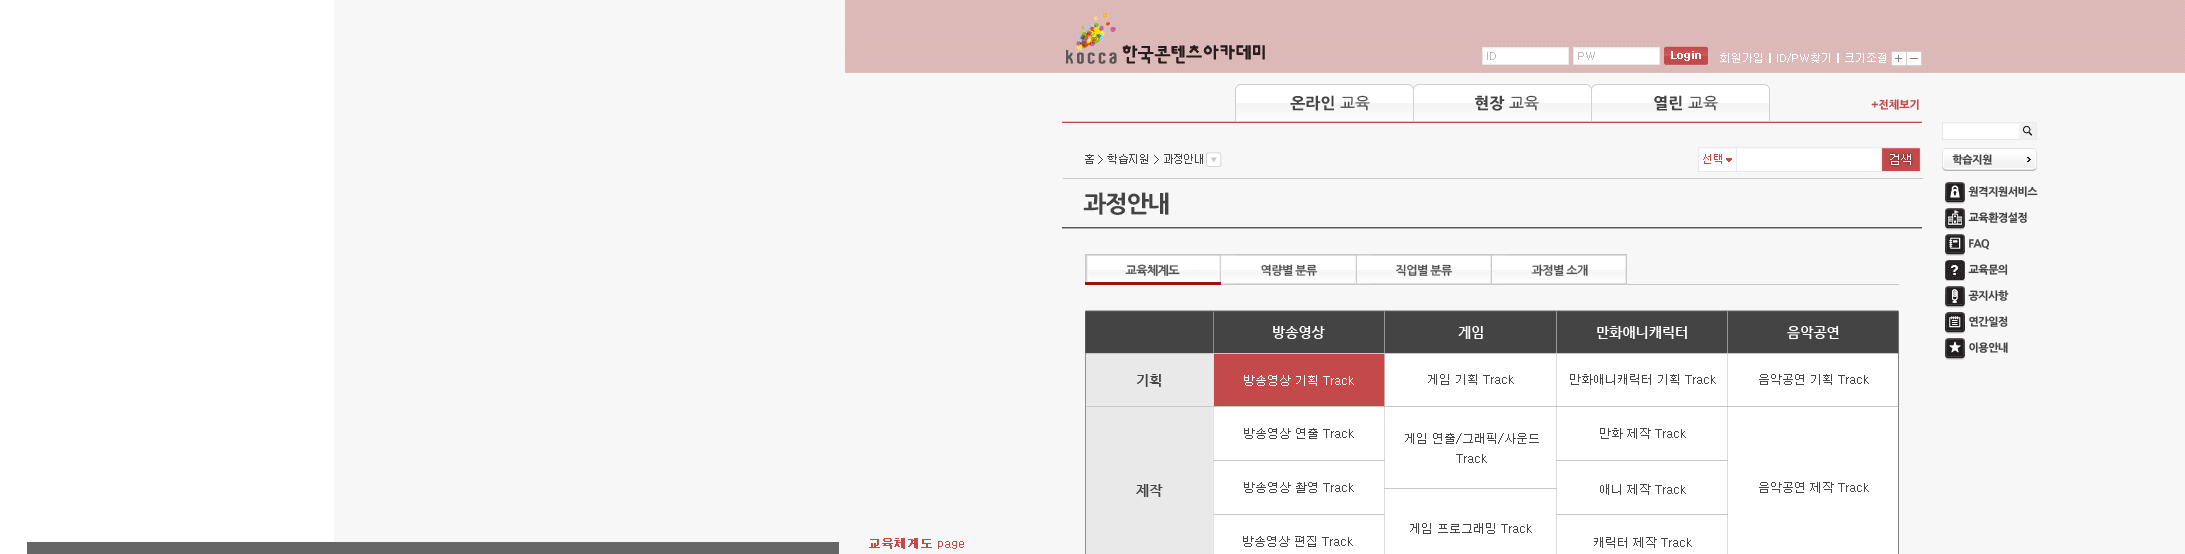 kocca 한국콘텐츠아카데미
ID PW Login 회원가입 | ID/PW찾기 | 크기조절 + −
온라인 교육 현장 교육 열린 교육 +전체보기
홈 > 학습지원 > 과정안내 선택 검색
학습지원
과정안내
원격지원서비스
교육환경설정
FAQ
교육문의
공지사항
연간일정
이용안내
교육체계도 역량별 분류 직업별 분류 과정별 소개
방송영상 게임 만화애니캐릭터 음악공연
기획 방송영상 기획 Track 게임 기획 Track 만화애니캐릭터 기획 Track 음악공연 기획 Track
제작
방송영상 연출 Track
방송영상 촬영 Track
방송영상 편집 Track
게임 연출/그래픽/사운드
Track
게임 프로그래밍 Track
만화 제작 Track
애니 제작 Track
캐릭터 제작 Track
음악공연 제작 Track
교육체계도 page